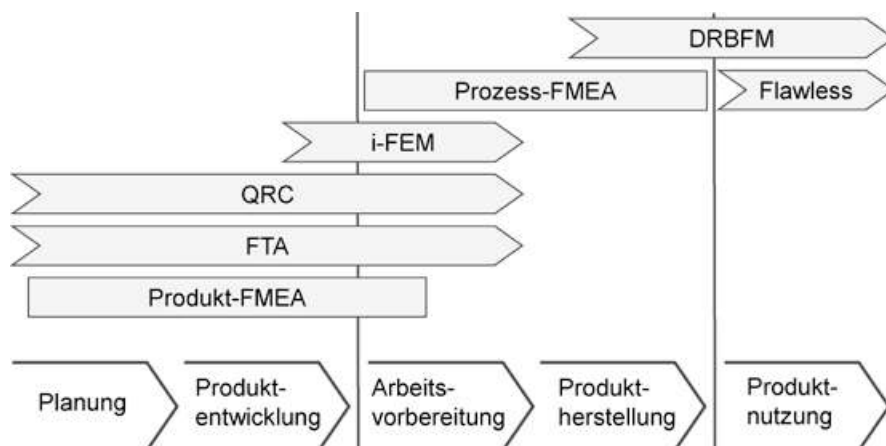 DRBFM
Prozess-FMEA
Flawless
i-FEM
QRC
FTA
Produkt-FMEA
Planung
Produkt-
entwicklung
Arbeits-
vorbereitung
Produkt-
herstellung
Produkt-
nutzung